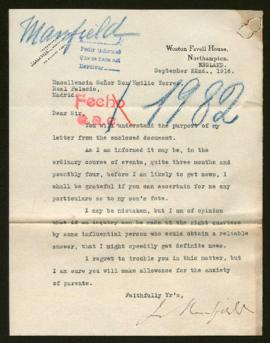 Manfield
Weston Favell House,
Northampton.
ENGLAND.
September 22nd., 1916.
Excellencia Señor Don Emilio Torres
Real Palacio,
Madrid.
Fecho
1982
Dear Sir,
You will understand the purpose of my
letter from the enclosed document.
As I am informed it may be, in the
ordinary course of events, quite three months and
possibly four, before I am likely to get news, I
shall be grateful if you can ascertain for me any
particulars as to my son's fate.
I may be mistaken, but I am of opinion
that if an inquiry can be made at the right quarters
by some influential person who could obtain a reliable
answer, that I might speedily get definite news.
I regret to trouble you in this matter, but
I am sure you will make allowance for the anxiety
of parents.
Faithfully Yr's,
Manfield